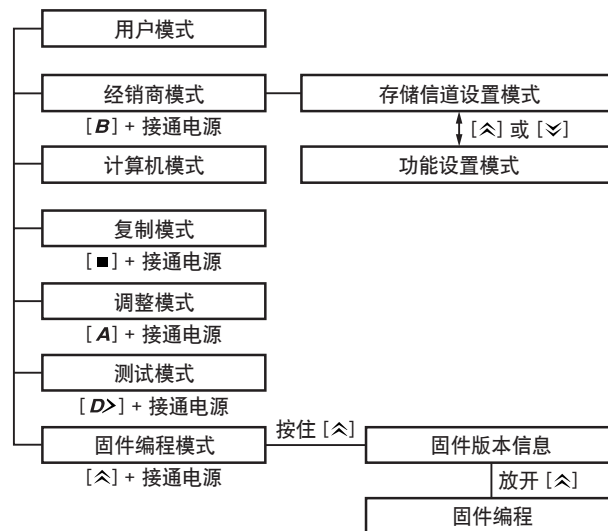 用户模式
经销商模式
存储信道设置模式
[B] + 接通电源
[︽] 或 [︾]
计算机模式
功能设置模式
复制模式
[■] + 接通电源
调整模式
[A] + 接通电源
测试模式
[D>] + 接通电源
固件编程模式
按住 [︽]
固件版本信息
[︽] + 接通电源
放开 [︽]
固件编程